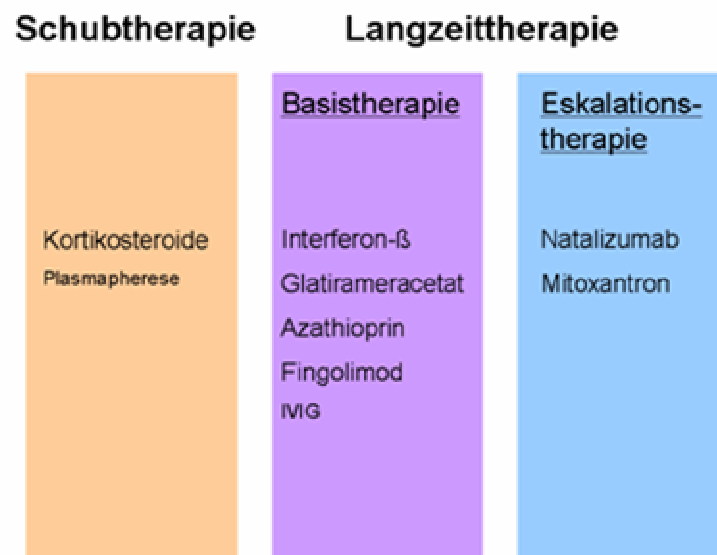 Schubtherapie
Langzeittherapie
Basistherapie
Eskalations-
therapie
Kortikosteroide
Plasmapherese
Interferon-ß
Glatirameracetat
Azathioprin
Fingolimod
IVIG
Natalizumab
Mitoxantron